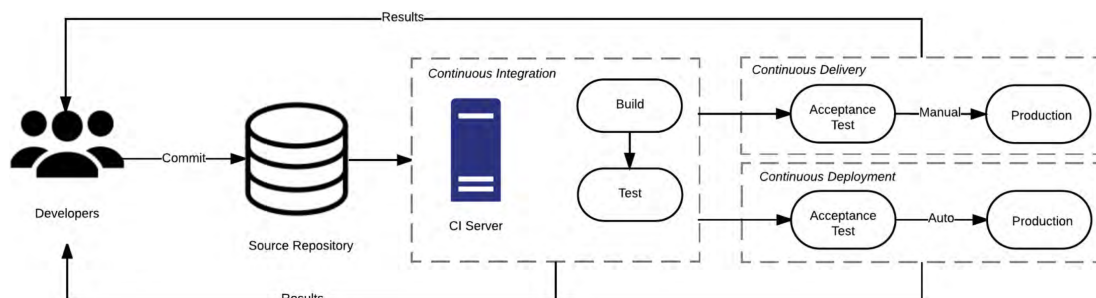 Results
Continuous Integration
Continuous Delivery
Build
Acceptance
Test
Manual
Production
Commit
Continuous Deployment
Test
Acceptance
Test
Auto
Production
Developers
CI Server
Source Repository
Results